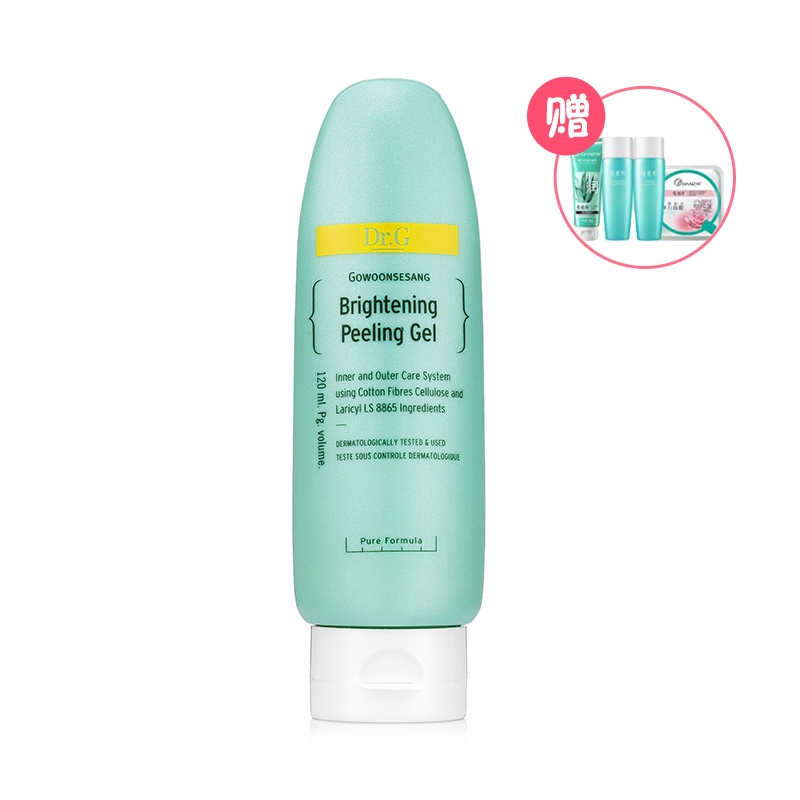 赠
Dr.G
GOWOONSESANG
Brightening
Peeling Gel
120 ml. Pg. volume.
Inner and Outer Care System
using Cotton Fibres Cellulose and
Laricyl LS 8865 Ingredients
DERMATOLOGICALLY TESTED & USED
TESTE SOUS CONTROLE DERMATOLOGIQUE
Pure Formula